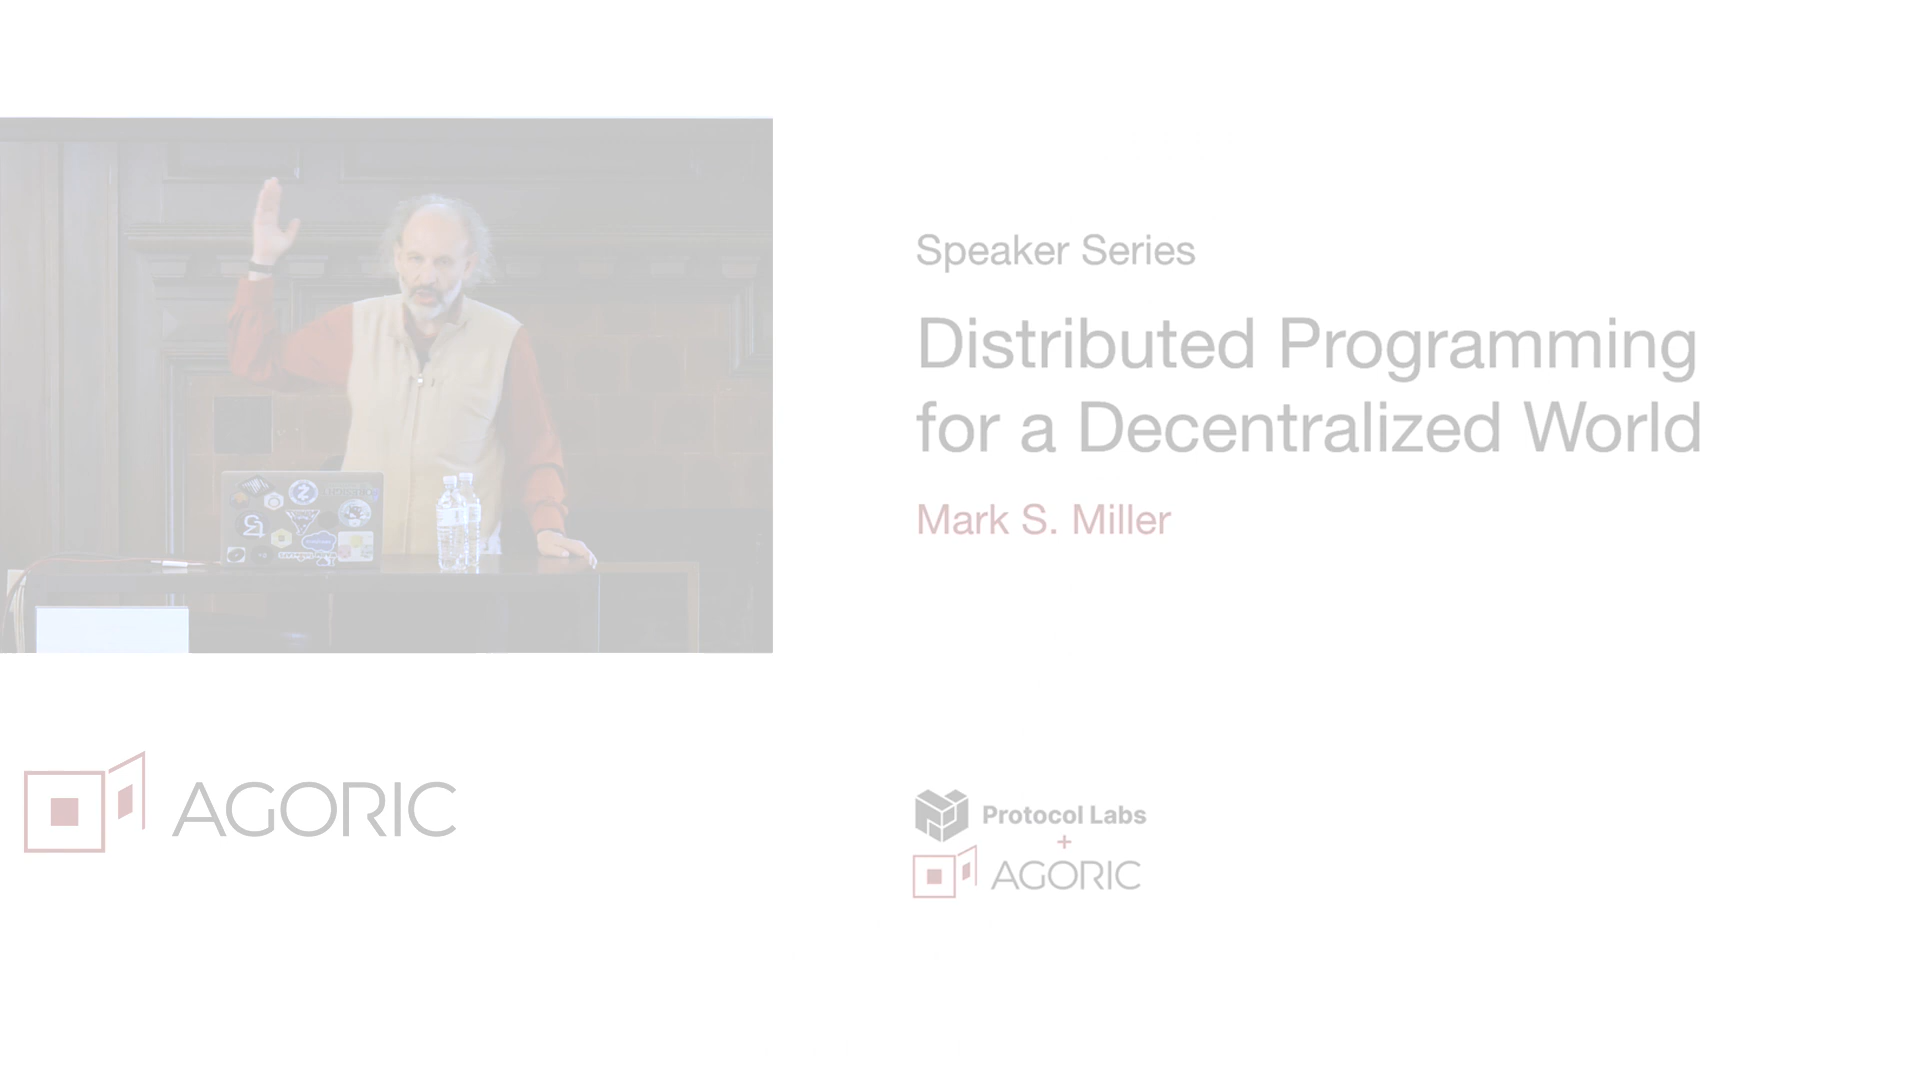 Speaker Series
Distributed Programming
for a Decentralized World
Mark S. Miller
AGORIC
Protocol Labs
+
AGORIC